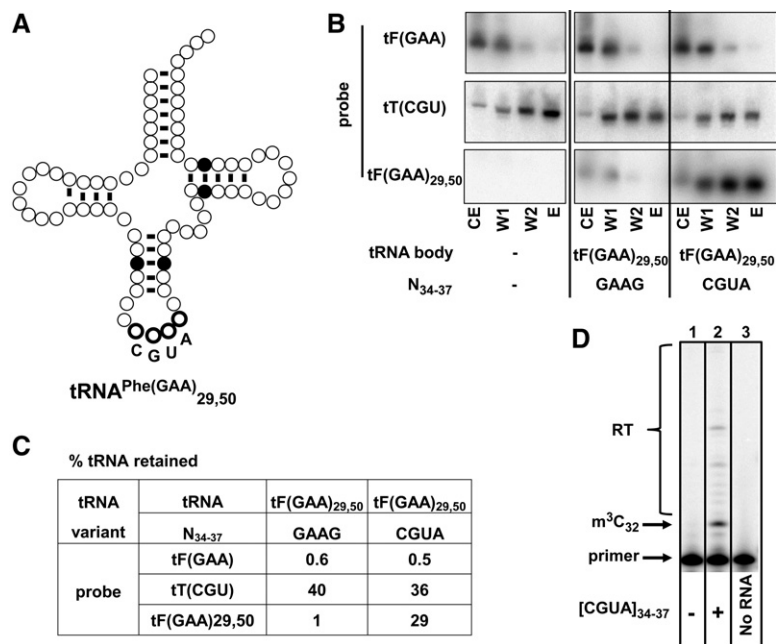 A
C G U A
tRNAPhe(GAA)29,50
B
probe
tF(GAA)
tT(CGU)
tF(GAA)29,50
CE W1 W2 E CE W1 W2 E CE W1 W2 E
tRNA body - tF(GAA)29,50 tF(GAA)29,50
N34-37 - GAAG CGUA
C
% tRNA retained
tRNA tRNA tF(GAA)29,50 tF(GAA)29,50
variant N34-37 GAAG CGUA
probe tF(GAA) 0.6 0.5
tT(CGU) 40 36
tF(GAA)29,50 1 29
D
1 2 3
RT
m3C32
primer
[CGUA]34-37 - + No RNA